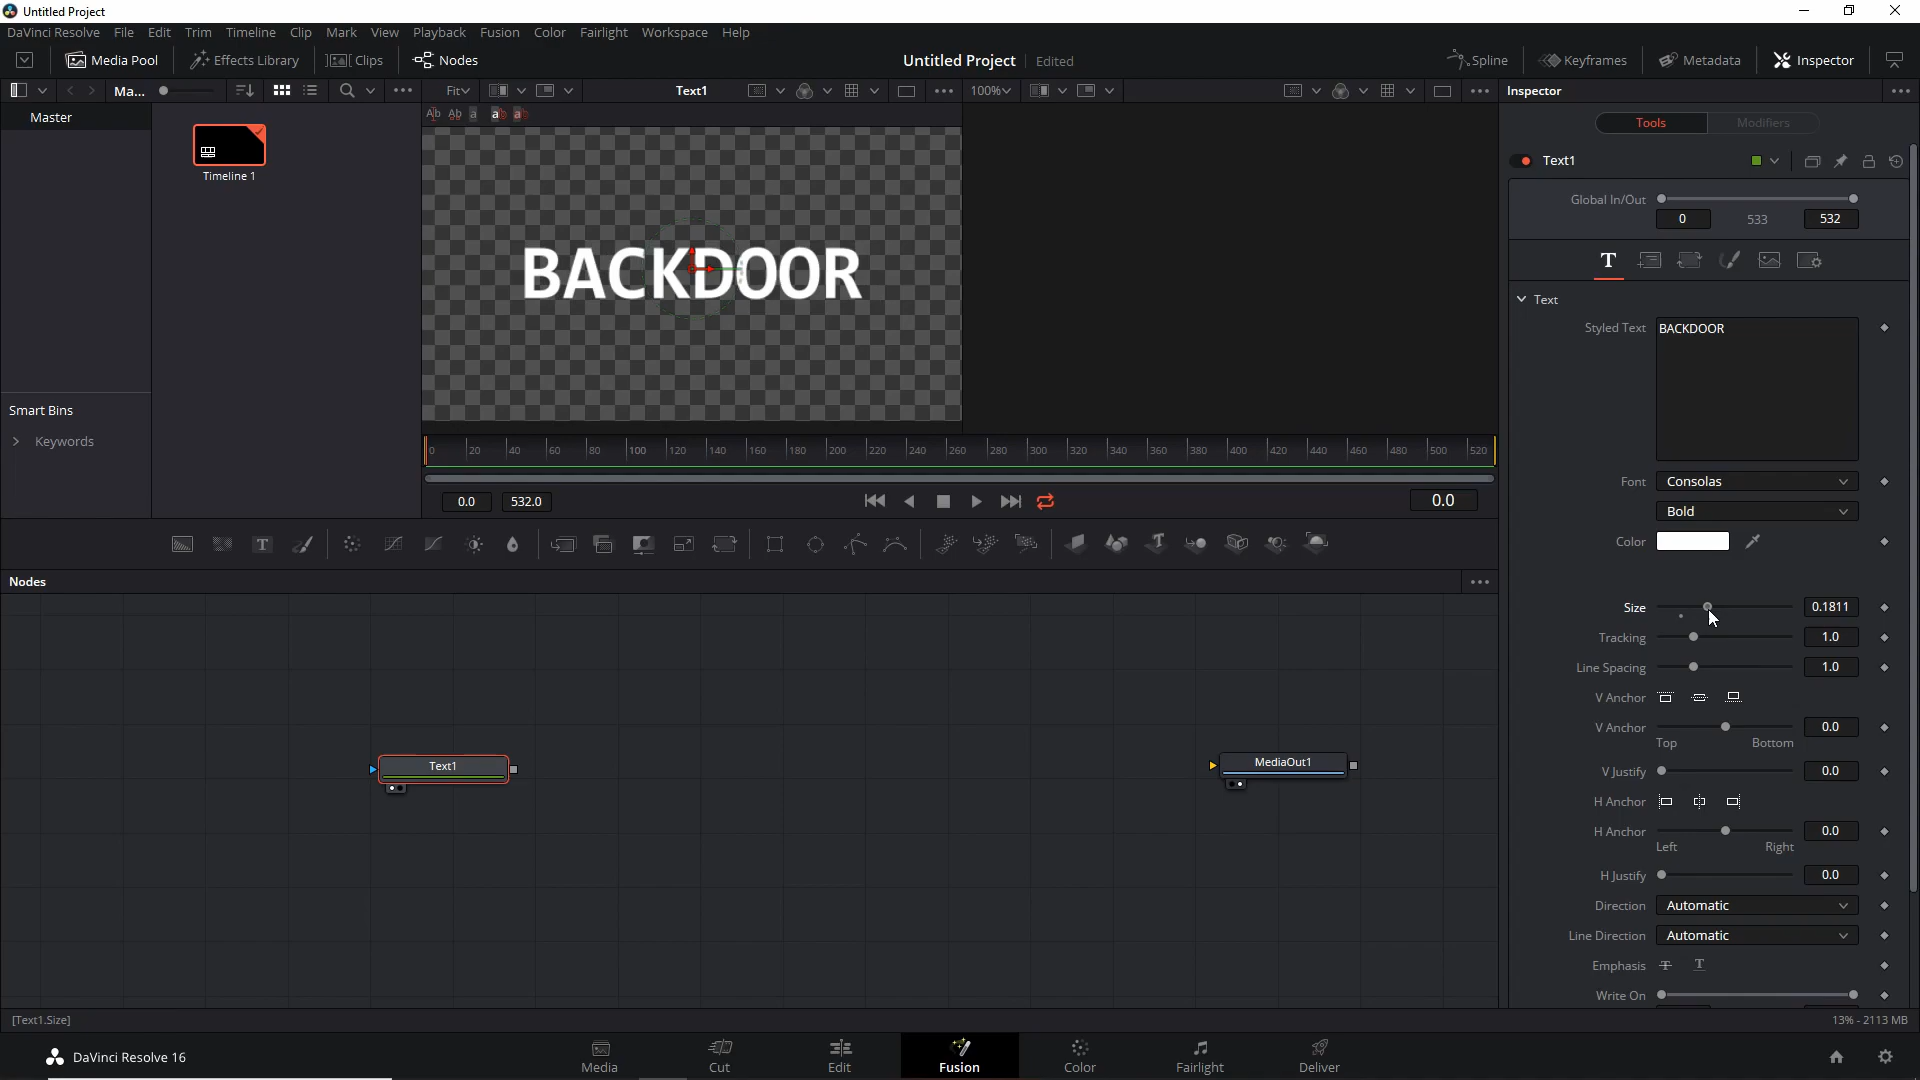 Untitled Project
DaVinci Resolve File Edit Trim Timeline Clip Mark View Playback Fusion Color Fairlight Workspace Help
Media Pool Effects Library Clips Nodes Untitled Project Edited Spline Keyframes Metadata Inspector
Ma... Fit Text1 100% Inspector
Master
Timeline 1
Smart Bins
Keywords
BACKDOOR
0 20 40 60 80 100 120 140 160 180 200 220 240 260 280 300 320 340 360 380 400 420 440 460 480 500 520
0.0 532.0 0.0
Tools Modifiers
Text1
Global In/Out
0 533 532
Text
Styled Text BACKDOOR
Font Consolas
Bold
Color
Size 0.1811
Tracking 1.0
Line Spacing 1.0
V Anchor
V Anchor 0.0
Top Bottom
V Justify 0.0
H Anchor
H Anchor 0.0
Left Right
H Justify 0.0
Direction Automatic
Line Direction Automatic
Emphasis
Write On
Nodes
Text1
MediaOut1
[Text1.Size] 13% - 2113 MB
DaVinci Resolve 16
Media Cut Edit Fusion Color Fairlight Deliver